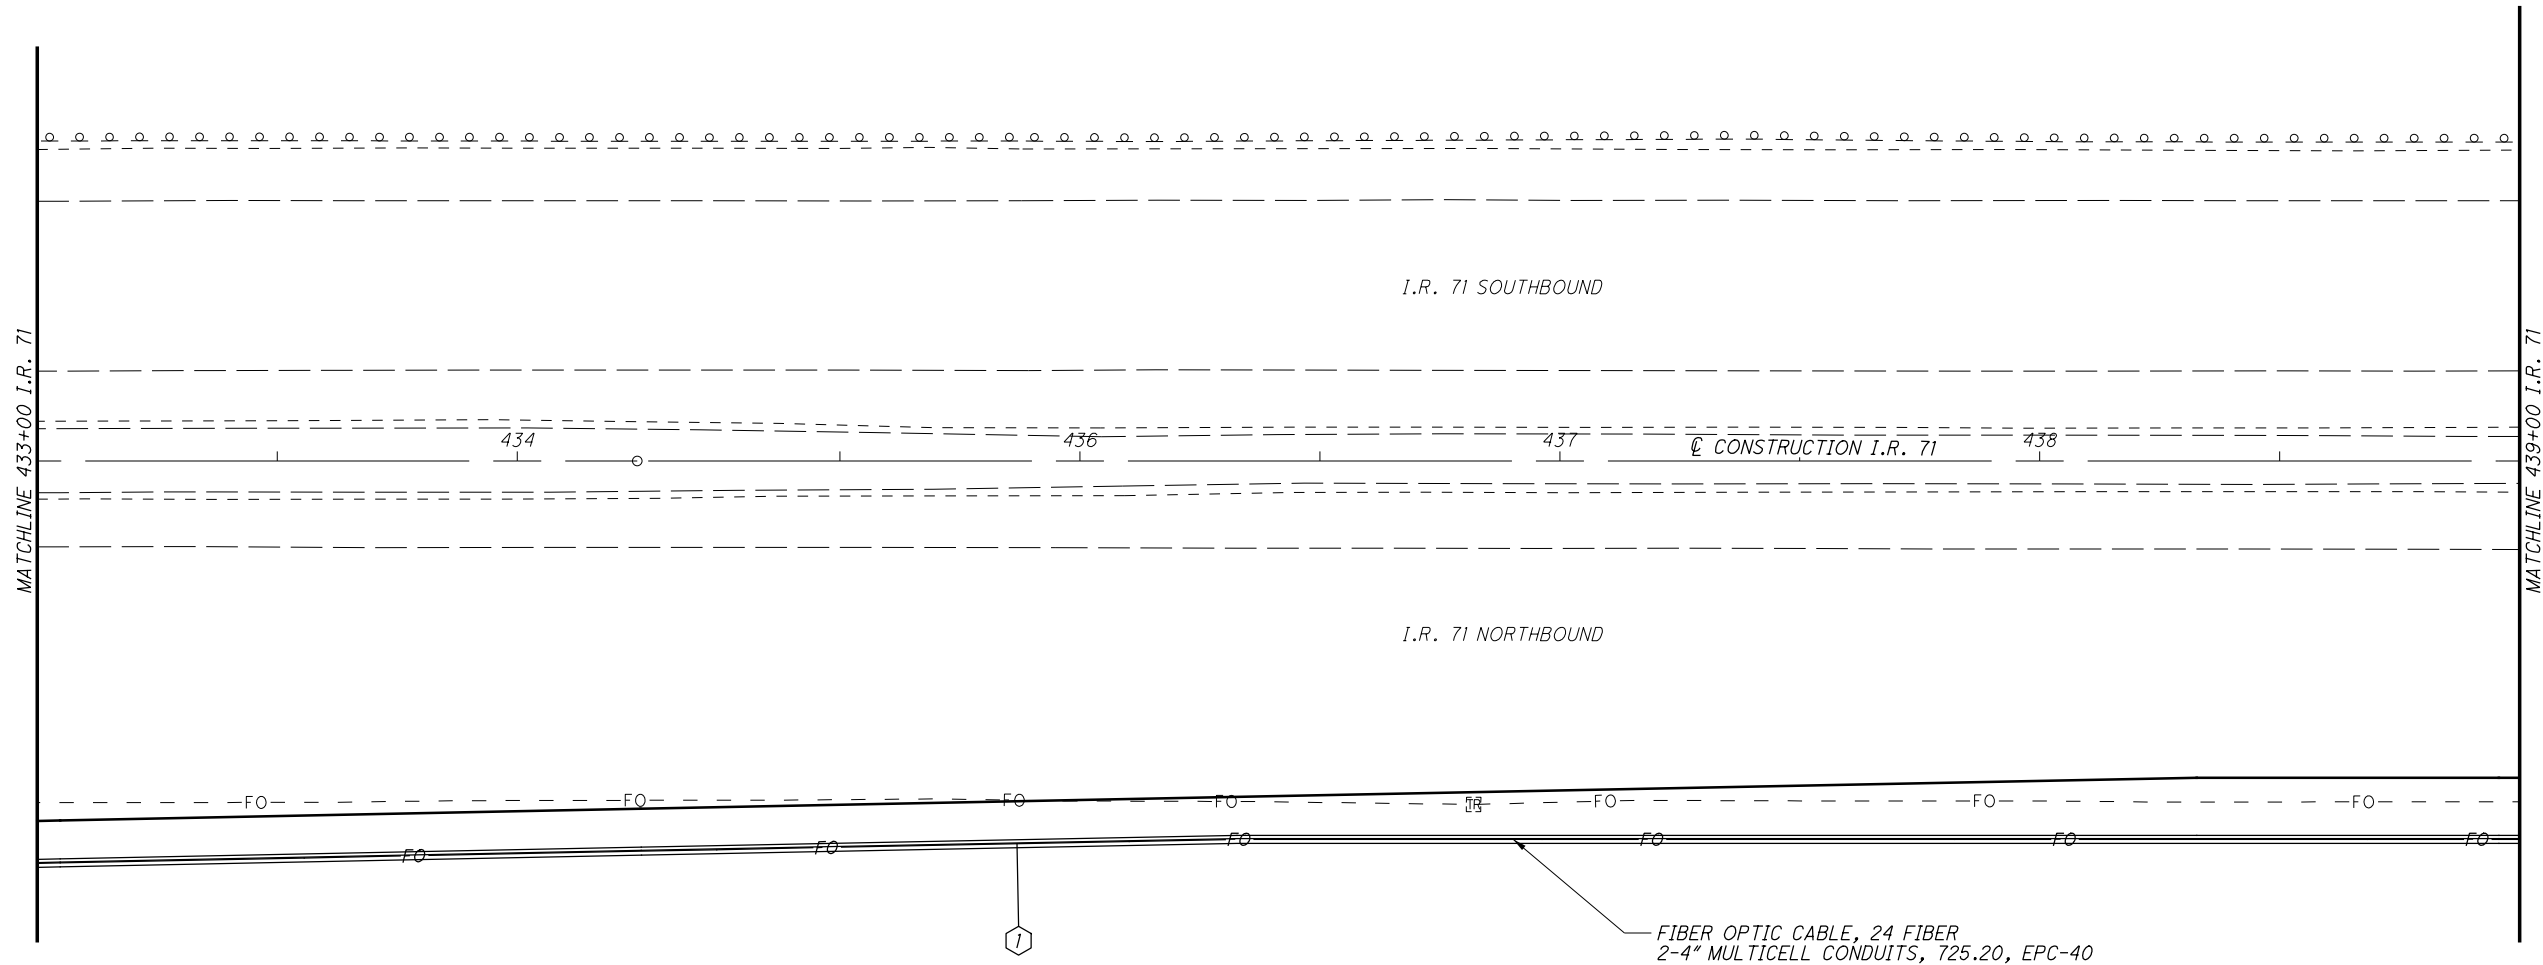 MATCHLINE 433+00 I.R. 71
I.R. 71 SOUTHBOUND
434
436
437
438
℄ CONSTRUCTION I.R. 71
MATCHLINE 439+00 I.R. 71
I.R. 71 NORTHBOUND
FO
FO
FO
FO
TR
FO
FO
FO
FO
FO
FO
FO
FO
FO
1
FIBER OPTIC CABLE, 24 FIBER
2-4" MULTICELL CONDUITS, 725.20, EPC-40